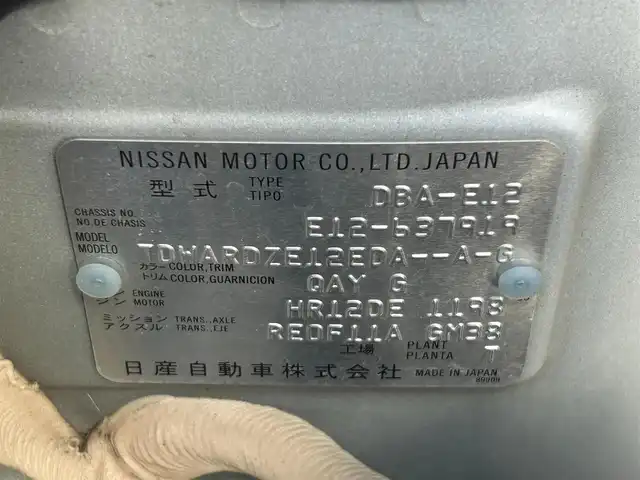 NISSAN MOTOR CO.,LTD. JAPAN
型式 TYPE TIPO DBA-E12
CHASSIS NO. NO. DE CHASIS E12-637919
MODEL MODELO TDWARDZE12EDA--A-G
カラー COLOR,TRIM トリム COLOR,GUARNICION QAY G
ENGINE MOTOR HR12DE 1198
ミッション TRANS.,AXLE アクスル TRANS.,EJE REDF11A GM38
工場 PLANT PLANTA T
日産自動車株式会社 MADE IN JAPAN